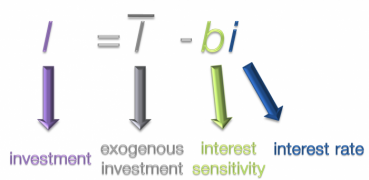 I = T̅ - bi
investment
exogenous
investment
interest
sensitivity
interest rate